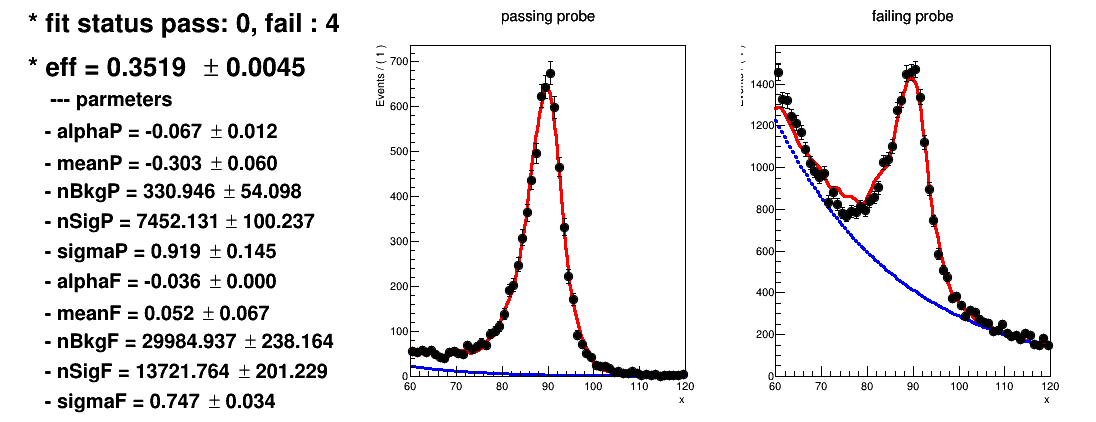 * fit status pass: 0, fail : 4
* eff = 0.3519 ± 0.0045
--- parmeters
- alphaP = -0.067 ± 0.012
- meanP = -0.303 ± 0.060
- nBkgP = 330.946 ± 54.098
- nSigP = 7452.131 ± 100.237
- sigmaP = 0.919 ± 0.145
- alphaF = -0.036 ± 0.000
- meanF = 0.052 ± 0.067
- nBkgF = 29984.937 ± 238.164
- nSigF = 13721.764 ± 201.229
- sigmaF = 0.747 ± 0.034
passing probe
Events / ( 1 )
700
600
500
400
300
200
100
0
60 70 80 90 100 110 120
x
failing probe
1400
1200
1000
800
600
400
200
0
60 70 80 90 100 110 120
x